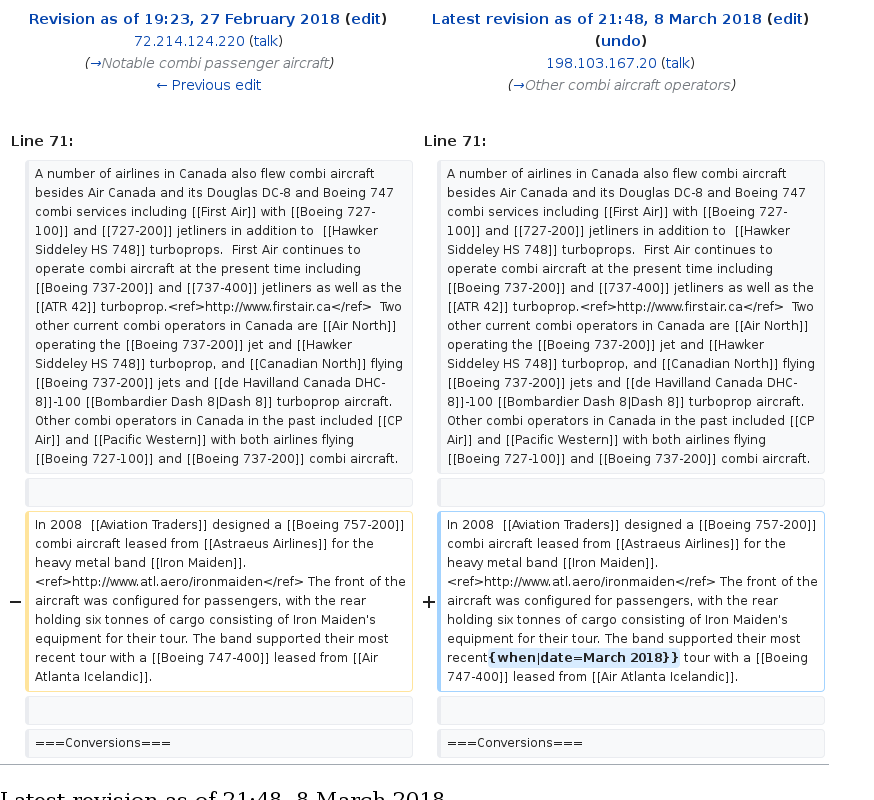 Revision as of 19:23, 27 February 2018 (edit)
72.214.124.220 (talk)
(→Notable combi passenger aircraft)
← Previous edit
Latest revision as of 21:48, 8 March 2018 (edit)
(undo)
198.103.167.20 (talk)
(→Other combi aircraft operators)
Line 71:
A number of airlines in Canada also flew combi aircraft
besides Air Canada and its Douglas DC-8 and Boeing 747
combi services including [[First Air]] with [[Boeing 727-
100]] and [[727-200]] jetliners in addition to  [[Hawker
Siddeley HS 748]] turboprops.  First Air continues to
operate combi aircraft at the present time including
[[Boeing 737-200]] and [[737-400]] jetliners as well as the
[[ATR 42]] turboprop.<ref>http://www.firstair.ca</ref>  Two
other current combi operators in Canada are [[Air North]]
operating the [[Boeing 737-200]] jet and [[Hawker
Siddeley HS 748]] turboprop, and [[Canadian North]] flying
[[Boeing 737-200]] jets and [[de Havilland Canada DHC-
8]]-100 [[Bombardier Dash 8|Dash 8]] turboprop aircraft.
Other combi operators in Canada in the past included [[CP
Air]] and [[Pacific Western]] with both airlines flying
[[Boeing 727-100]] and [[Boeing 737-200]] combi aircraft.
− In 2008  [[Aviation Traders]] designed a [[Boeing 757-200]]
combi aircraft leased from [[Astraeus Airlines]] for the
heavy metal band [[Iron Maiden]].
<ref>http://www.atl.aero/ironmaiden</ref> The front of the
aircraft was configured for passengers, with the rear
holding six tonnes of cargo consisting of Iron Maiden's
equipment for their tour. The band supported their most
recent tour with a [[Boeing 747-400]] leased from [[Air
Atlanta Icelandic]].
===Conversions===
Line 71:
A number of airlines in Canada also flew combi aircraft
besides Air Canada and its Douglas DC-8 and Boeing 747
combi services including [[First Air]] with [[Boeing 727-
100]] and [[727-200]] jetliners in addition to  [[Hawker
Siddeley HS 748]] turboprops.  First Air continues to
operate combi aircraft at the present time including
[[Boeing 737-200]] and [[737-400]] jetliners as well as the
[[ATR 42]] turboprop.<ref>http://www.firstair.ca</ref>  Two
other current combi operators in Canada are [[Air North]]
operating the [[Boeing 737-200]] jet and [[Hawker
Siddeley HS 748]] turboprop, and [[Canadian North]] flying
[[Boeing 737-200]] jets and [[de Havilland Canada DHC-
8]]-100 [[Bombardier Dash 8|Dash 8]] turboprop aircraft.
Other combi operators in Canada in the past included [[CP
Air]] and [[Pacific Western]] with both airlines flying
[[Boeing 727-100]] and [[Boeing 737-200]] combi aircraft.
+ In 2008  [[Aviation Traders]] designed a [[Boeing 757-200]]
combi aircraft leased from [[Astraeus Airlines]] for the
heavy metal band [[Iron Maiden]].
<ref>http://www.atl.aero/ironmaiden</ref> The front of the
aircraft was configured for passengers, with the rear
holding six tonnes of cargo consisting of Iron Maiden's
equipment for their tour. The band supported their most
recent{when|date=March 2018}} tour with a [[Boeing
747-400]] leased from [[Air Atlanta Icelandic]].
===Conversions===
Latest revision as of 21:48, 8 March 2018